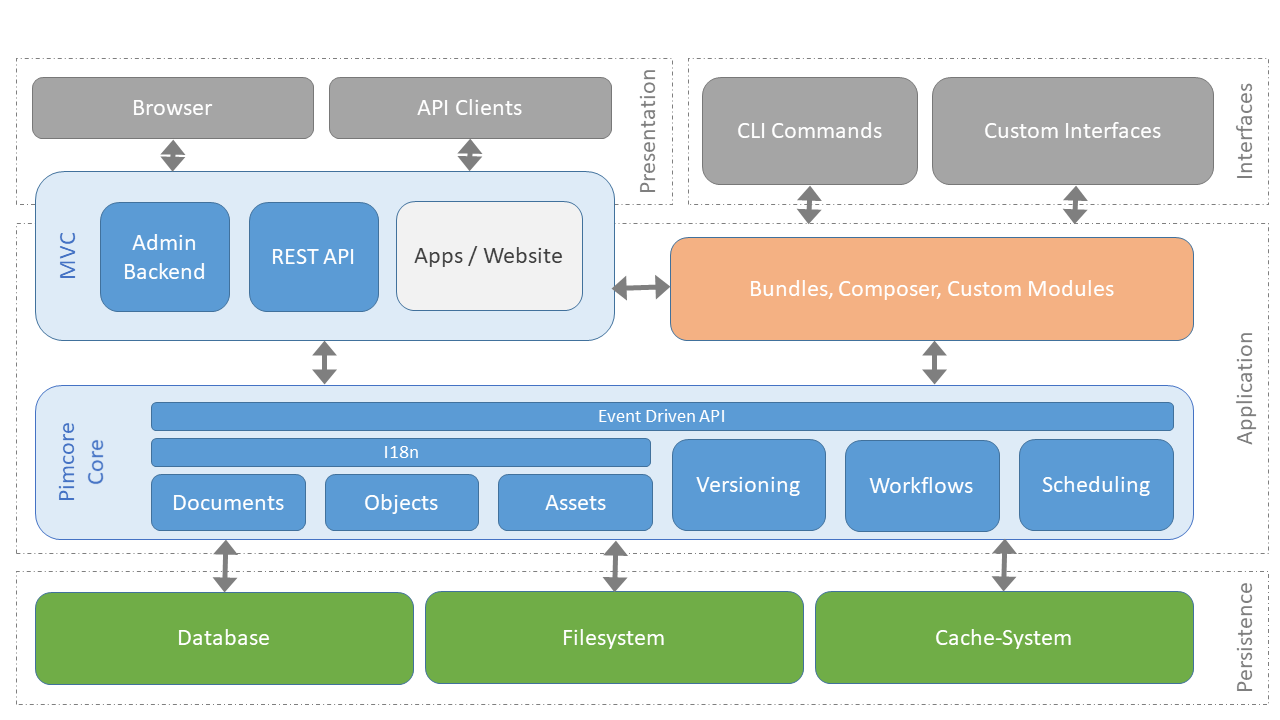 Browser
API Clients
Presentation
CLI Commands
Custom Interfaces
Interfaces
MVC
Admin
Backend
REST API
Apps / Website
Bundles, Composer, Custom Modules
Application
Pimcore
Core
Event Driven API
I18n
Documents
Objects
Assets
Versioning
Workflows
Scheduling
Database
Filesystem
Cache-System
Persistence